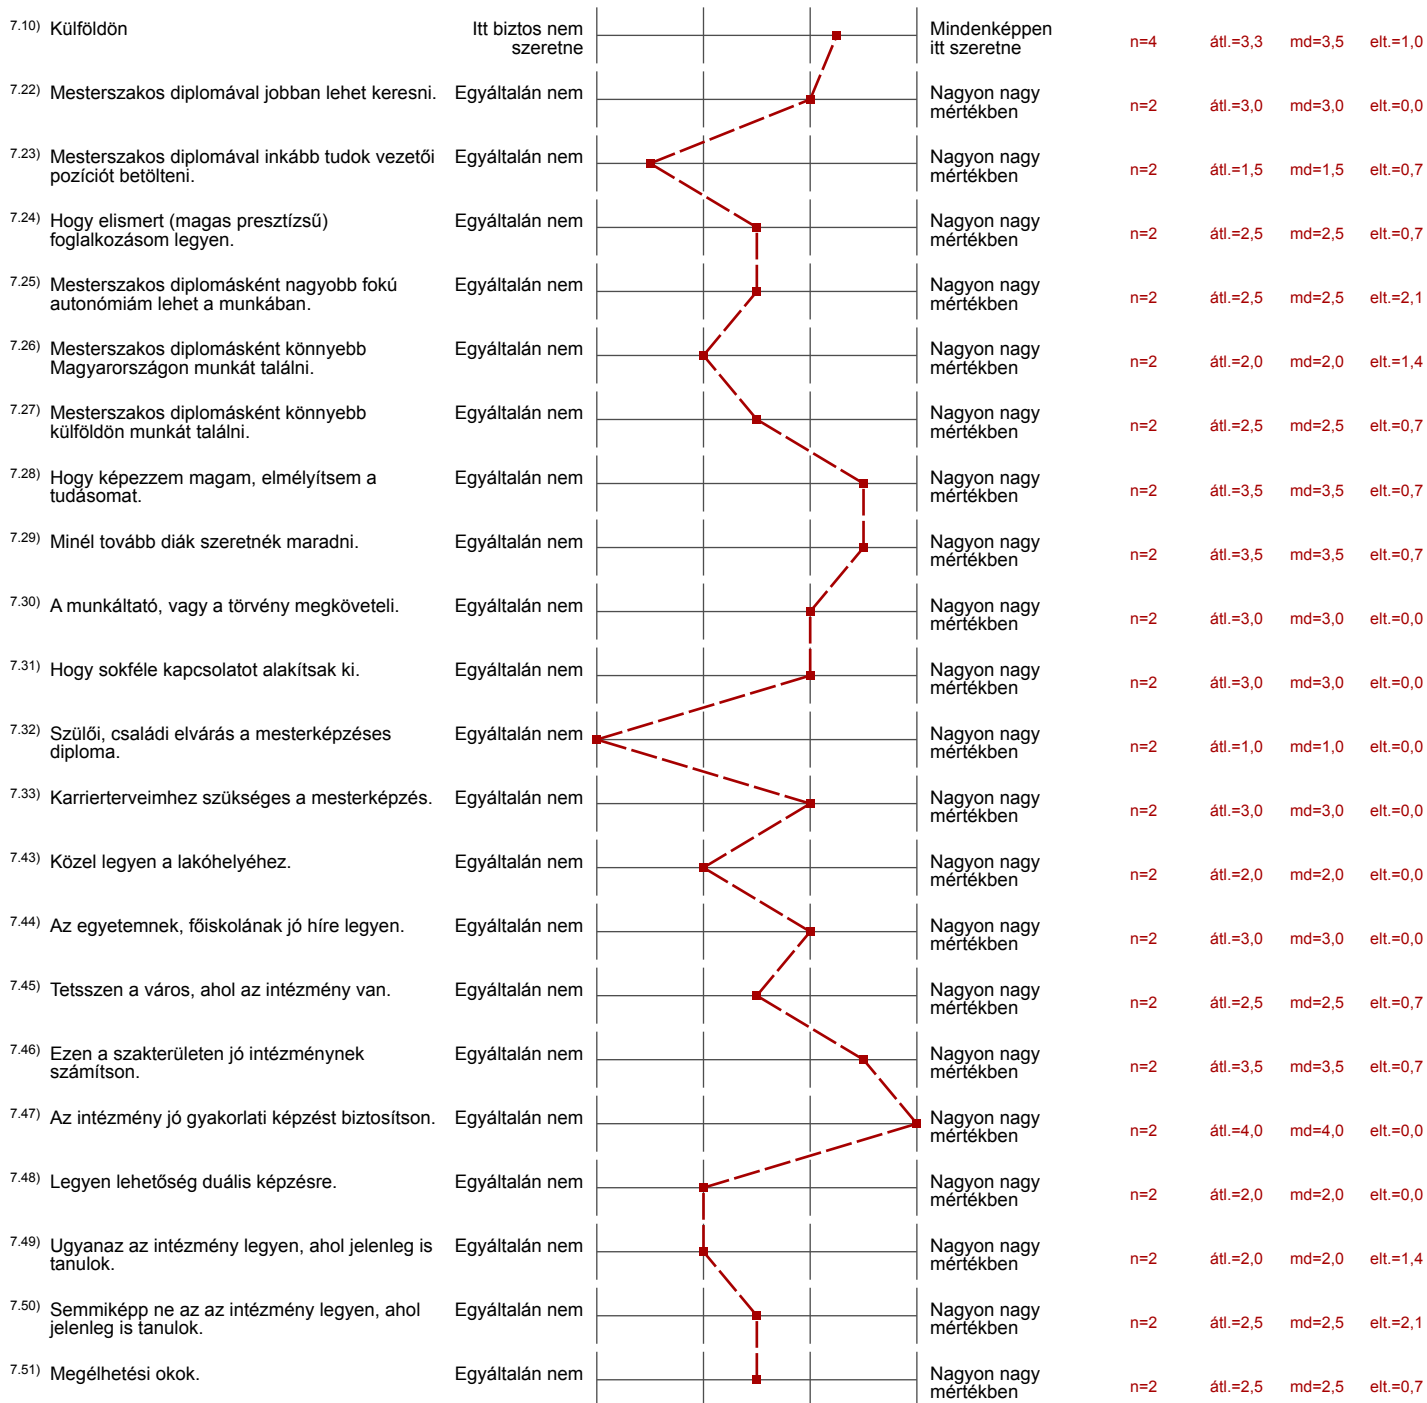 7.10) Külföldön Itt biztos nem Mindenképpen
szeretne itt szeretne n=4 átl.=3,3 md=3,5 elt.=1,0
7.22) Mesterszakos diplomával jobban lehet keresni. Egyáltalán nem Nagyon nagy
mértékben n=2 átl.=3,0 md=3,0 elt.=0,0
7.23) Mesterszakos diplomával inkább tudok vezetői Egyáltalán nem Nagyon nagy
pozíciót betölteni. mértékben n=2 átl.=1,5 md=1,5 elt.=0,7
7.24) Hogy elismert (magas presztízsű) Egyáltalán nem Nagyon nagy
foglalkozásom legyen. mértékben n=2 átl.=2,5 md=2,5 elt.=0,7
7.25) Mesterszakos diplomásként nagyobb fokú Egyáltalán nem Nagyon nagy
autonómiám lehet a munkában. mértékben n=2 átl.=2,5 md=2,5 elt.=2,1
7.26) Mesterszakos diplomásként könnyebb Egyáltalán nem Nagyon nagy
Magyarországon munkát találni. mértékben n=2 átl.=2,0 md=2,0 elt.=1,4
7.27) Mesterszakos diplomásként könnyebb Egyáltalán nem Nagyon nagy
külföldön munkát találni. mértékben n=2 átl.=2,5 md=2,5 elt.=0,7
7.28) Hogy képezzem magam, elmélyítsem a Egyáltalán nem Nagyon nagy
tudásomat. mértékben n=2 átl.=3,5 md=3,5 elt.=0,7
7.29) Minél tovább diák szeretnék maradni. Egyáltalán nem Nagyon nagy
mértékben n=2 átl.=3,5 md=3,5 elt.=0,7
7.30) A munkáltató, vagy a törvény megköveteli. Egyáltalán nem Nagyon nagy
mértékben n=2 átl.=3,0 md=3,0 elt.=0,0
7.31) Hogy sokféle kapcsolatot alakítsak ki. Egyáltalán nem Nagyon nagy
mértékben n=2 átl.=3,0 md=3,0 elt.=0,0
7.32) Szülői, családi elvárás a mesterképzéses Egyáltalán nem Nagyon nagy
diploma. mértékben n=2 átl.=1,0 md=1,0 elt.=0,0
7.33) Karrierterveimhez szükséges a mesterképzés. Egyáltalán nem Nagyon nagy
mértékben n=2 átl.=3,0 md=3,0 elt.=0,0
7.43) Közel legyen a lakóhelyéhez. Egyáltalán nem Nagyon nagy
mértékben n=2 átl.=2,0 md=2,0 elt.=0,0
7.44) Az egyetemnek, főiskolának jó híre legyen. Egyáltalán nem Nagyon nagy
mértékben n=2 átl.=3,0 md=3,0 elt.=0,0
7.45) Tetsszen a város, ahol az intézmény van. Egyáltalán nem Nagyon nagy
mértékben n=2 átl.=2,5 md=2,5 elt.=0,7
7.46) Ezen a szakterületen jó intézménynek Egyáltalán nem Nagyon nagy
számítson. mértékben n=2 átl.=3,5 md=3,5 elt.=0,7
7.47) Az intézmény jó gyakorlati képzést biztosítson. Egyáltalán nem Nagyon nagy
mértékben n=2 átl.=4,0 md=4,0 elt.=0,0
7.48) Legyen lehetőség duális képzésre. Egyáltalán nem Nagyon nagy
mértékben n=2 átl.=2,0 md=2,0 elt.=0,0
7.49) Ugyanaz az intézmény legyen, ahol jelenleg is Egyáltalán nem Nagyon nagy
tanulok. mértékben n=2 átl.=2,0 md=2,0 elt.=1,4
7.50) Semmiképp ne az az intézmény legyen, ahol Egyáltalán nem Nagyon nagy
jelenleg is tanulok. mértékben n=2 átl.=2,5 md=2,5 elt.=2,1
7.51) Megélhetési okok. Egyáltalán nem Nagyon nagy
mértékben n=2 átl.=2,5 md=2,5 elt.=0,7